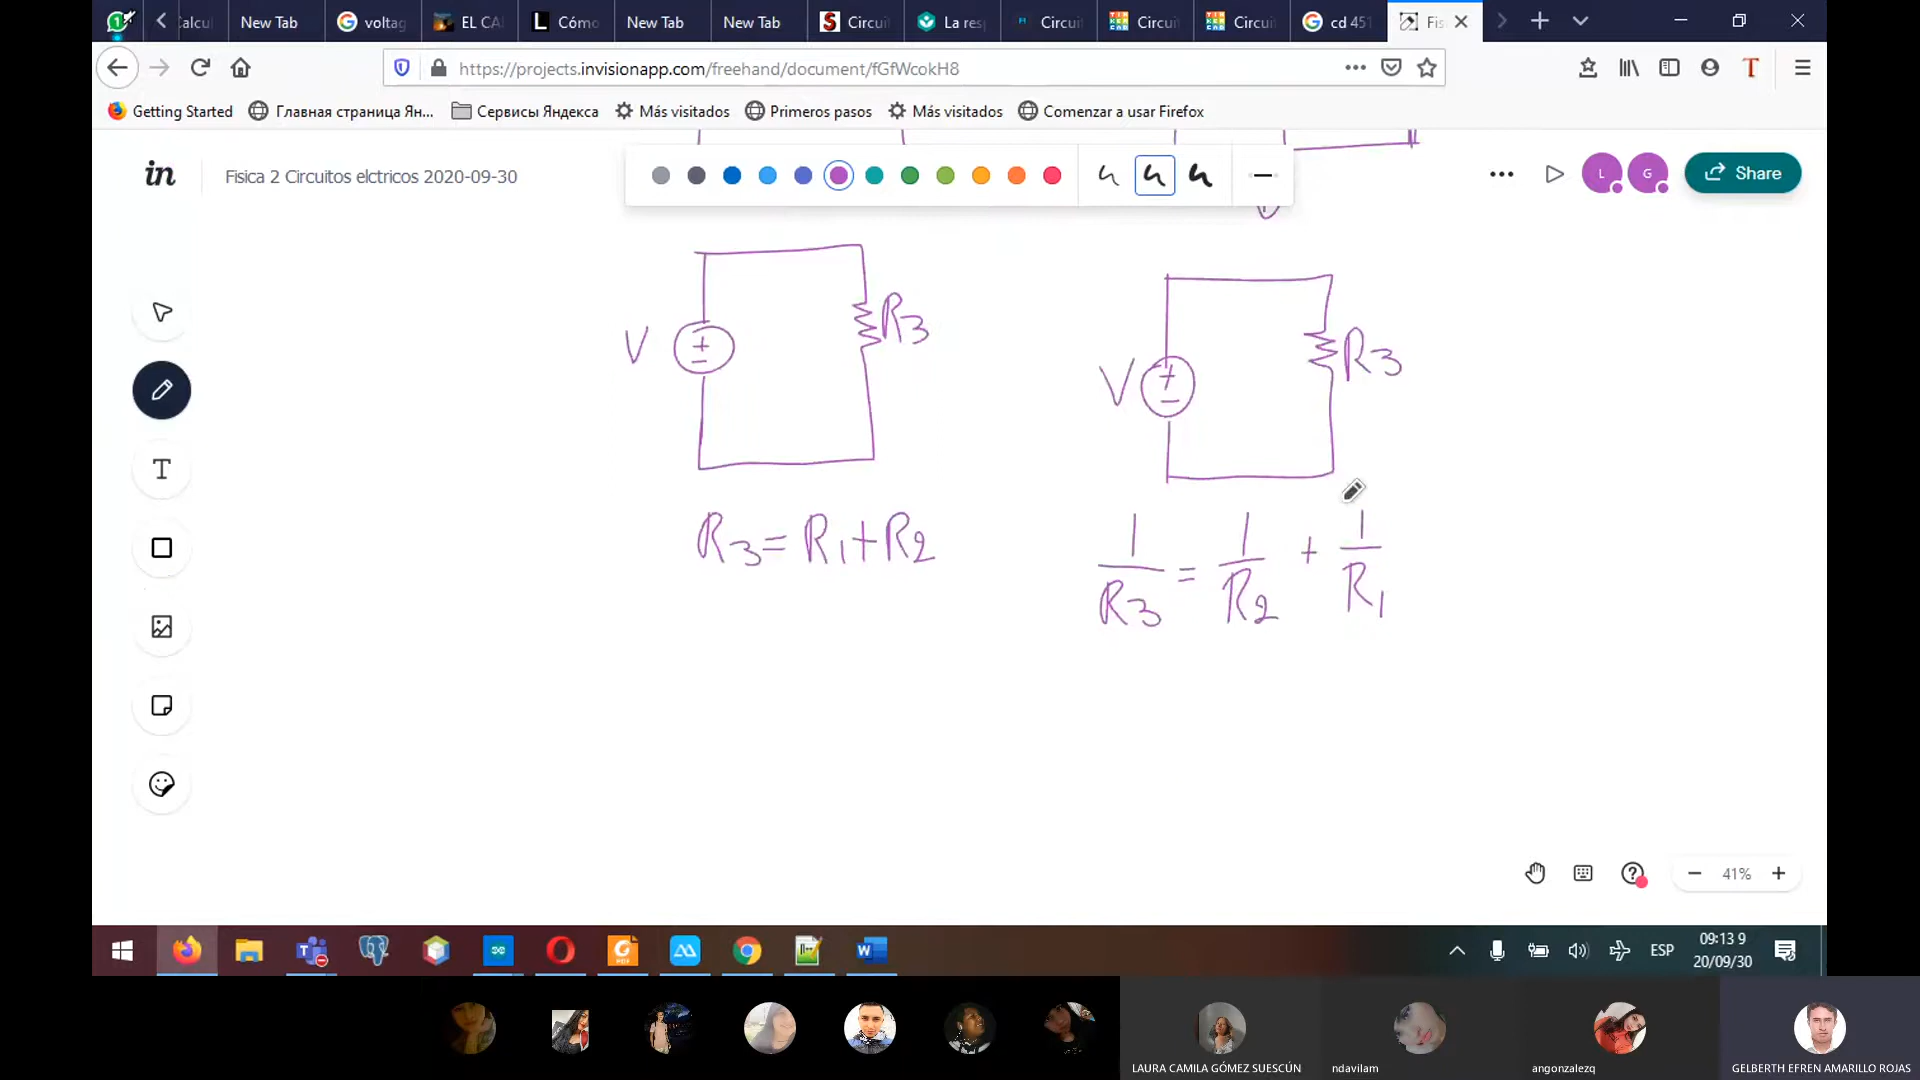 alcul
New Tab
voltag
EL CA
Cómo
New Tab
New Tab
Circui
La res
Circui
Circui
Circui
cd 451
Fis
https://projects.invisionapp.com/freehand/document/fGfWcokH8
Getting Started
Главная страница Ян...
Сервисы Яндекса
Más visitados
Primeros pasos
Más visitados
Comenzar a usar Firefox
in
Fisica 2 Circuitos elctricos 2020-09-30
L
G
Share
V
+
−
R3
V
+
−
R3
R3=R1+R2
1/R3 = 1/R2 + 1/R1
T
41%
ESP
09:13 9
20/09/30
LAURA CAMILA GÓMEZ SUESCÚN
ndavilam
angonzalezq
GELBERTH EFREN AMARILLO ROJAS